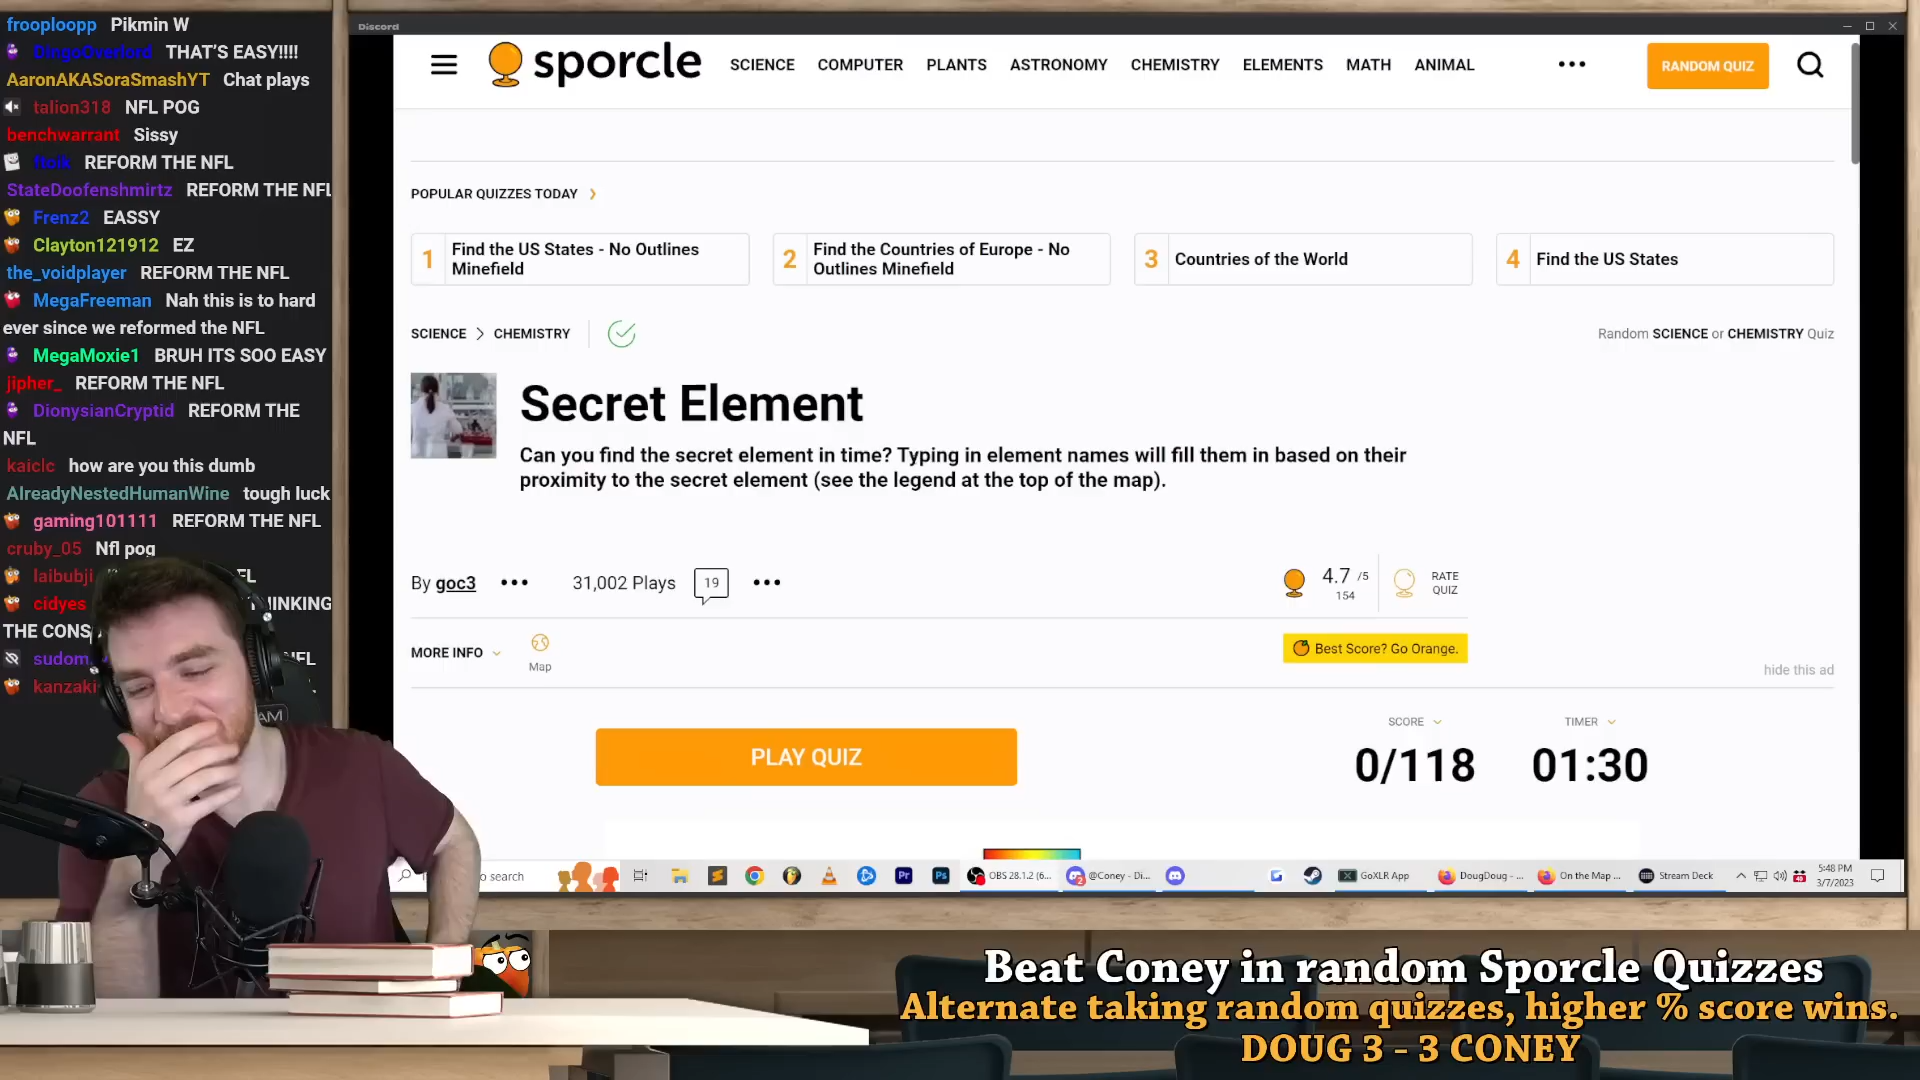 frooploopp Pikmin W
DingoOverlord THAT'S EASY!!!!
AaronAKASoraSmashYT Chat plays
talion318 NFL POG
benchwarrant Sissy
REFORM THE NFL
StateDoofenshmirtz REFORM THE NFL
Frenz2 EASSY
Clayton121912 EZ
the_voidplayer REFORM THE NFL
MegaFreeman Nah this is to hard
ever since we reformed the NFL
MegaMoxie1 BRUH ITS SOO EASY
jipher_ REFORM THE NFL
DionysianCryptid REFORM THE
NFL
kaiclc how are you this dumb
AlreadyNestedHumanWine tough luck
gaming101111 REFORM THE NFL
cruby_05 Nfl pog
laibubji
cidyes
THE CONS
sudom
kanzaki
Discord
sporcle SCIENCE COMPUTER PLANTS ASTRONOMY CHEMISTRY ELEMENTS MATH ANIMAL ••• RANDOM QUIZ
POPULAR QUIZZES TODAY
1 Find the US States - No Outlines
Minefield
2 Find the Countries of Europe - No
Outlines Minefield
3 Countries of the World
4 Find the US States
SCIENCE > CHEMISTRY
Random SCIENCE or CHEMISTRY Quiz
Secret Element
Can you find the secret element in time? Typing in element names will fill them in based on their
proximity to the secret element (see the legend at the top of the map).
By goc3 ••• 31,002 Plays 19 •••
4.7 /5
154
RATE
QUIZ
MORE INFO
Map
Best Score? Go Orange.
hide this ad
PLAY QUIZ
SCORE
0/118
TIMER
01:30
search
Pr
Ps
OBS 28.1.2 (6...
@Coney - Di...
GoXLR App
DougDoug - ...
On the Map ...
Stream Deck
5:48 PM
3/7/2023
Beat Coney in random Sporcle Quizzes
Alternate taking random quizzes, higher % score wins.
DOUG 3 - 3 CONEY